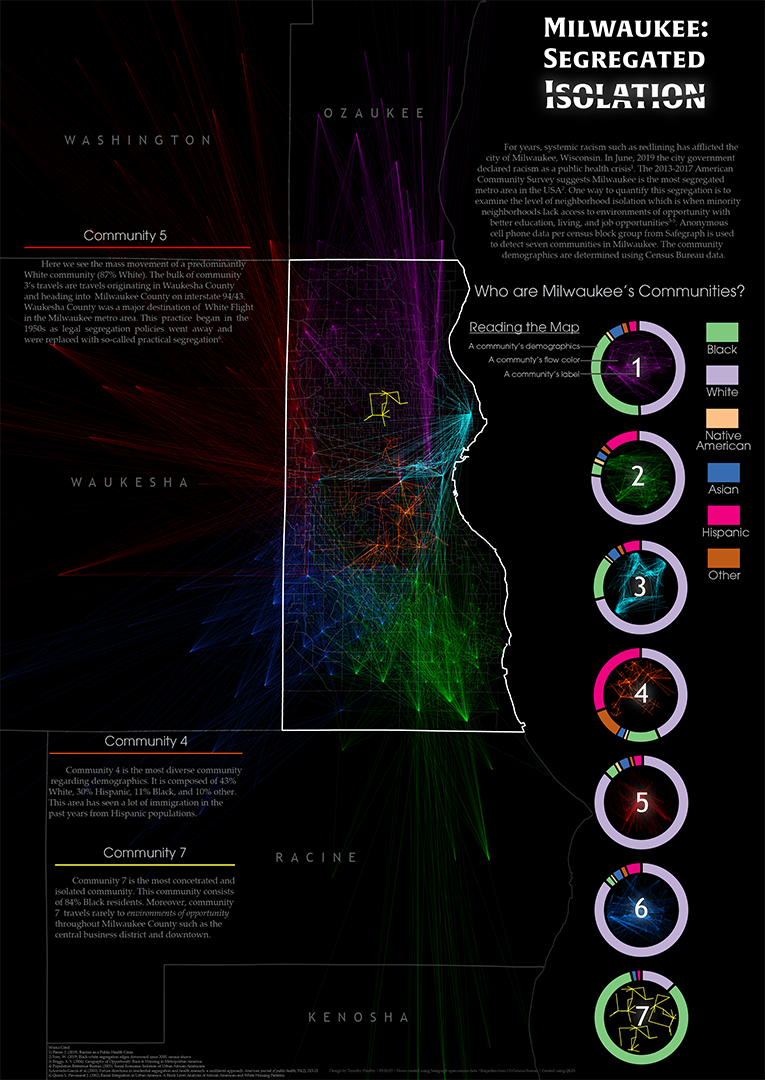 MILWAUKEE:
SEGREGATED
ISOLATION
For years, systemic racism such as redlining has afflicted the
city of Milwaukee, Wisconsin. In June, 2019 the city government
declared racism as a public health crisis¹. The 2013-2017 American
Community Survey suggests Milwaukee is the most segregated
metro area in the USA². One way to quantify this segregation is to
examine the level of neighborhood isolation which is when minority
neighborhoods lack access to environments of opportunity with
better education, living, and job opportunities³⁻⁵. Anonymous
cell phone data per census block group from Safegraph is used
to detect seven communities in Milwaukee. The community
demographics are determined using Census Bureau data.
OZAUKEE
WASHINGTON
Community 5
Here we see the mass movement of a predominantly
White community (87% White). The bulk of community
3's travels are travels originating in Waukesha County
and heading into Milwaukee County on interstate 94/43.
Waukesha County was a major destination of White Flight
in the Milwaukee metro area. This practice began in the
1950s as legal segregation policies went away and
were replaced with so-called practical segregation⁶.
Who are Milwaukee's Communities?
Reading the Map
A community's demographics
A communty's flow color
A community's label
1
2
3
4
5
6
7
Black
White
Native
American
Asian
Hispanic
Other
WAUKESHA
Community 4
Community 4 is the most diverse community
regarding demographics. It is composed of 43%
White, 30% Hispanic, 11% Black, and 10% other.
This area has seen a lot of immigration in the
past years from Hispanic populations.
Community 7
Community 7 is the most concetrated and
isolated community. This community consists
of 84% Black residents. Moreover, community
7 travels rarely to environments of opportunity
throughout Milwaukee County such as the
central business district and downtown.
RACINE
KENOSHA
Works Cited